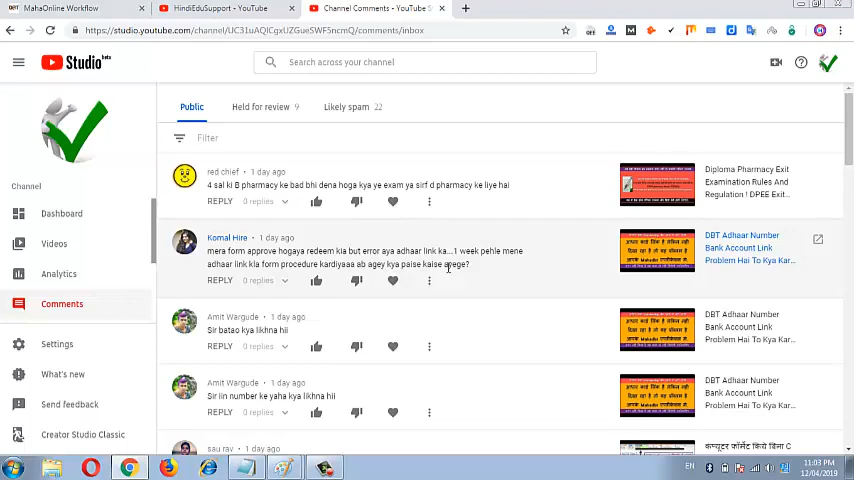 MahaOnline Workflow
HindiEduSupport - YouTube
Channel Comments - YouTube S
https://studio.youtube.com/channel/UC31uAQlCgxUZGueSWF5ncmQ/comments/inbox
Studio
beta
Search across your channel
Public
Held for review 9
Likely spam 22
Filter
Channel
Dashboard
Videos
Analytics
Comments
Settings
What's new
Send feedback
Creator Studio Classic
red chief • 1 day ago
4 sal ki B pharmacy ke bad bhi dena hoga kya ye exam ya sirf d pharmacy ke liye hai
REPLY 0 replies
Diploma Pharmacy Exit
Examination Rules And
Regulation ! DPEE Exit...
Komal Hire • 1 day ago
mera form approve hogaya redeem kia but error aya adhaar link ka...1 week pehle mene
adhaar link kla form procedure kardiyaaa ab agey kya paise kaise ayege?
REPLY 0 replies
DBT Adhaar Number
Bank Account Link
Problem Hai To Kya Kar...
Amit Wargude • 1 day ago
Sir batao kya likhna hii
REPLY 0 replies
DBT Adhaar Number
Bank Account Link
Problem Hai To Kya Kar...
Amit Wargude • 1 day ago
Sir iin number ke yaha kya likhna hii
REPLY 0 replies
DBT Adhaar Number
Bank Account Link
Problem Hai To Kya Kar...
sau rav • 1 day ago
कंप्यूटर फॉर्मेट किये बिना C
EN
11:03 PM
12/04/2019